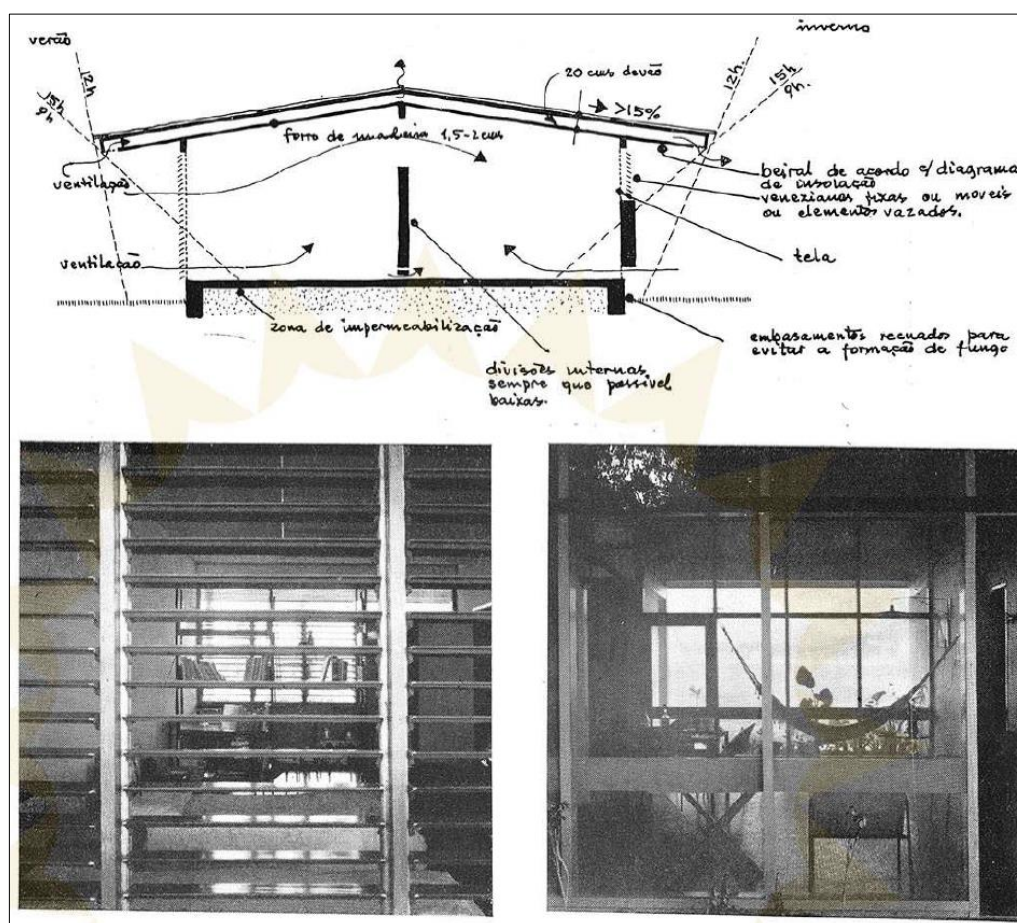 verão
inverno
12h
15h
9h
12h.
15h
9h.
20 cms desvão
>15%
forro de madeira 1,5-2cms
ventilação
beiral de acordo c/diagrama
de insolação
venezianas fixas ou moveis
ou elementos vazados.
ventilação
tela
zona de impermeabilização
embasamentos recuados para
evitar a formação de fungo
divisões internas
sempre que possivel
baixas.